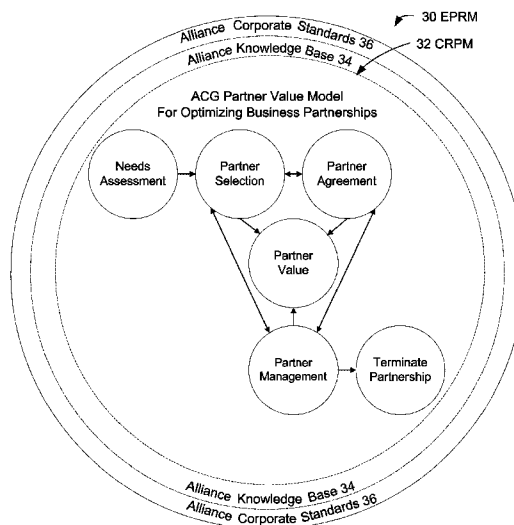 30 EPRM
Alliance Corporate Standards 36
32 CRPM
Alliance Knowledge Base 34
ACG Partner Value Model
For Optimizing Business Partnerships
Needs
Assessment
Partner
Selection
Partner
Agreement
Partner
Value
Partner
Management
Terminate
Partnership
Alliance Knowledge Base 34
Alliance Corporate Standards 36